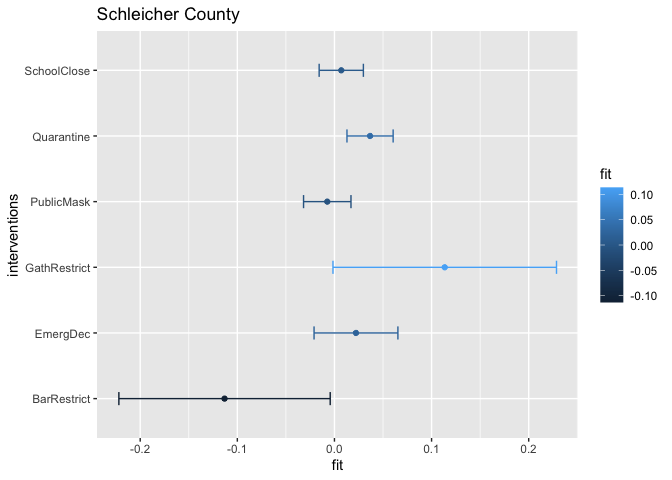 Schleicher County
SchoolClose
Quarantine
PublicMask
GathRestrict
EmergDec
BarRestrict
interventions
-0.2
-0.1
0.0
0.1
0.2
fit
fit
0.10
0.05
0.00
-0.05
-0.10